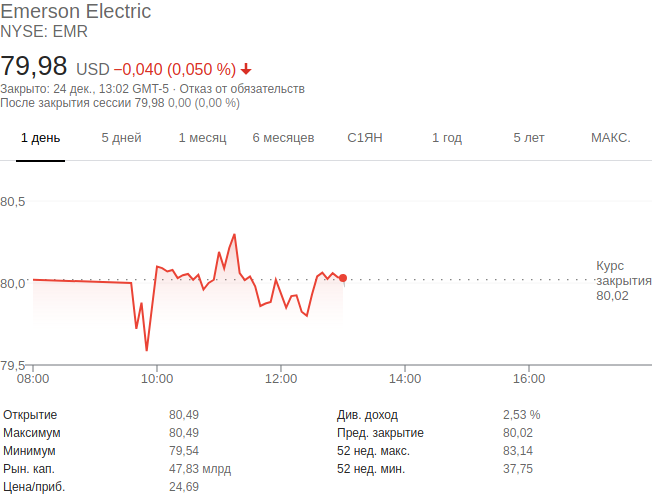 Emerson Electric
NYSE: EMR
79,98 USD −0,040 (0,050 %)
Закрыто: 24 дек., 13:02 GMT-5 · Отказ от обязательств
После закрытия сессии 79,98 0,00 (0,00 %)
1 день 5 дней 1 месяц 6 месяцев С1ЯН 1 год 5 лет МАКС.
80,5
80,0
79,5
Курс
закрытия
80,02
08:00 10:00 12:00 14:00 16:00
Открытие 80,49 Див. доход 2,53 %
Максимум 80,49 Пред. закрытие 80,02
Минимум 79,54 52 нед. макс. 83,14
Рын. кап. 47,83 млрд 52 нед. мин. 37,75
Цена/приб. 24,69